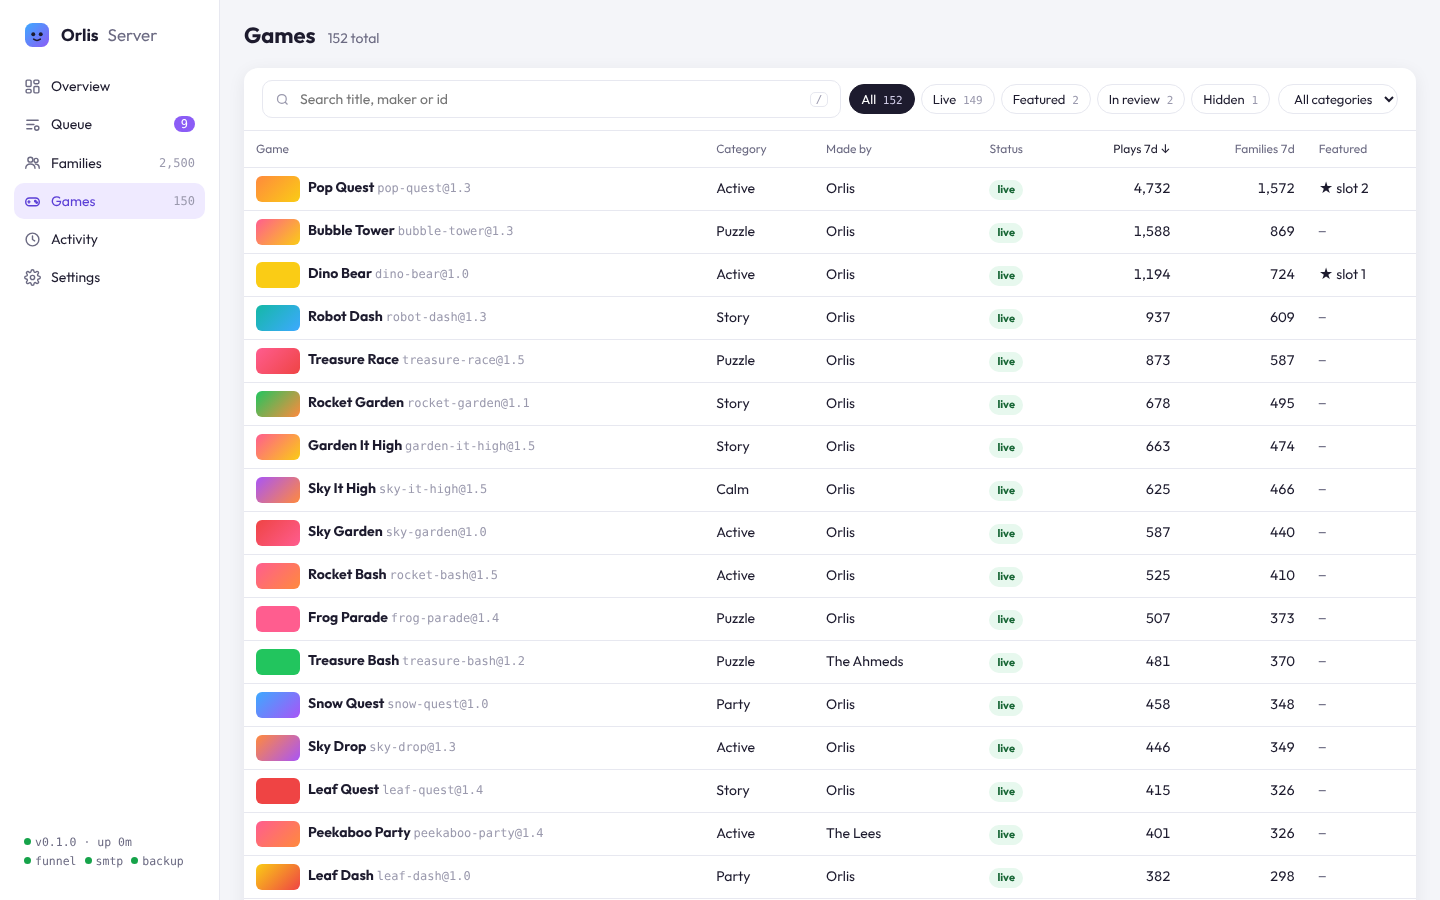 Orlis Server
Overview
Queue 9
Families 2,500
Games 150
Activity
Settings
v0.1.0 · up 0m
funnel smtp backup
Games 152 total
Search title, maker or id /
All 152 Live 149 Featured 2 In review 2 Hidden 1 All categories
Game Category Made by Status Plays 7d ↓ Families 7d Featured
Pop Quest pop-quest@1.3 Active Orlis live 4,732 1,572 ★ slot 2
Bubble Tower bubble-tower@1.3 Puzzle Orlis live 1,588 869 –
Dino Bear dino-bear@1.0 Active Orlis live 1,194 724 ★ slot 1
Robot Dash robot-dash@1.3 Story Orlis live 937 609 –
Treasure Race treasure-race@1.5 Puzzle Orlis live 873 587 –
Rocket Garden rocket-garden@1.1 Story Orlis live 678 495 –
Garden It High garden-it-high@1.5 Story Orlis live 663 474 –
Sky It High sky-it-high@1.5 Calm Orlis live 625 466 –
Sky Garden sky-garden@1.0 Active Orlis live 587 440 –
Rocket Bash rocket-bash@1.5 Active Orlis live 525 410 –
Frog Parade frog-parade@1.4 Puzzle Orlis live 507 373 –
Treasure Bash treasure-bash@1.2 Puzzle The Ahmeds live 481 370 –
Snow Quest snow-quest@1.0 Party Orlis live 458 348 –
Sky Drop sky-drop@1.3 Active Orlis live 446 349 –
Leaf Quest leaf-quest@1.4 Story Orlis live 415 326 –
Peekaboo Party peekaboo-party@1.4 Active The Lees live 401 326 –
Leaf Dash leaf-dash@1.0 Party Orlis live 382 298 –